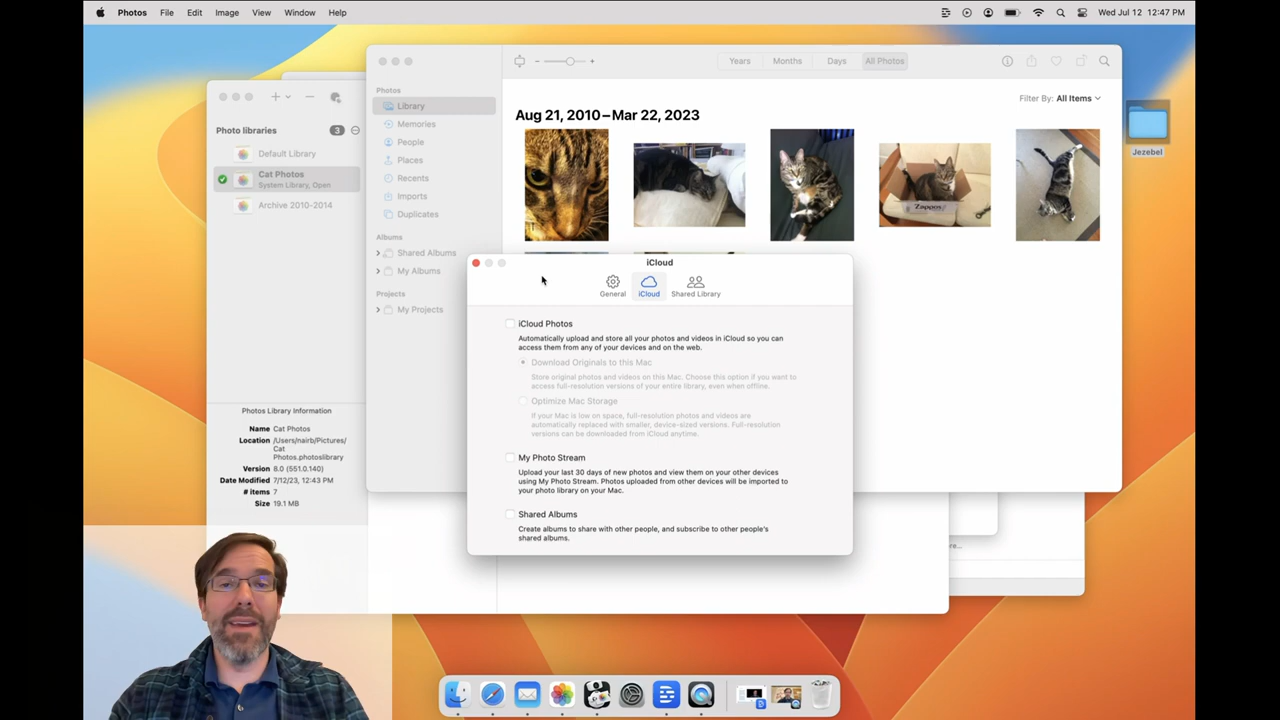 Photos File Edit Image View Window Help
Wed Jul 12 12:47 PM
Years Months Days All Photos
Photos
Library
Memories
People
Places
Recents
Imports
Duplicates
Albums
Shared Albums
My Albums
Projects
My Projects
Photo libraries 3
Default Library
Cat Photos
System Library, Open
Archive 2010-2014
Aug 21, 2010–Mar 22, 2023
Filter By: All Items
Zappos
Jezebel
iCloud
General iCloud Shared Library
iCloud Photos
Automatically upload and store all your photos and videos in iCloud so you can
access them from any of your devices and on the web.
Download Originals to this Mac
Store original photos and videos on this Mac. Choose this option if you want to
access full-resolution versions of your entire library, even when offline.
Optimize Mac Storage
If your Mac is low on space, full-resolution photos and videos are
automatically replaced with smaller, device-sized versions. Full-resolution
versions can be downloaded from iCloud anytime.
My Photo Stream
Upload your last 30 days of new photos and view them on your other devices
using My Photo Stream. Photos uploaded from other devices will be imported to
your photo library on your Mac.
Shared Albums
Create albums to share with other people, and subscribe to other people's
shared albums.
Photos Library Information
Name Cat Photos
Location /Users/nairb/Pictures/
Cat
Photos.photoslibrary
Version 8.0 (551.0.140)
Date Modified 7/12/23, 12:43 PM
# items 7
Size 19.1 MB
re...